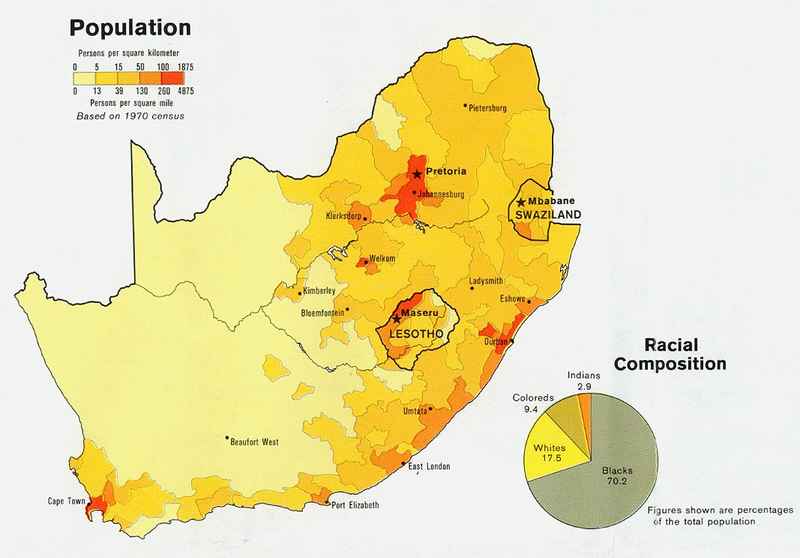 Population
Persons per square kilometer
0 5 15 50 100 1875
0 13 39 130 260 4875
Persons per square mile
Based on 1970 census
Pietersburg
Pretoria
Johannesburg
Mbabane
SWAZILAND
Klerksdorp
Welkom
Kimberley
Ladysmith
Bloemfontein
Eshowe
Maseru
LESOTHO
Durban
Umtata
Beaufort West
East London
Cape Town
Port Elizabeth
Racial
Composition
Indians
2.9
Coloreds
9.4
Whites
17.5
Blacks
70.2
Figures shown are percentages
of the total population